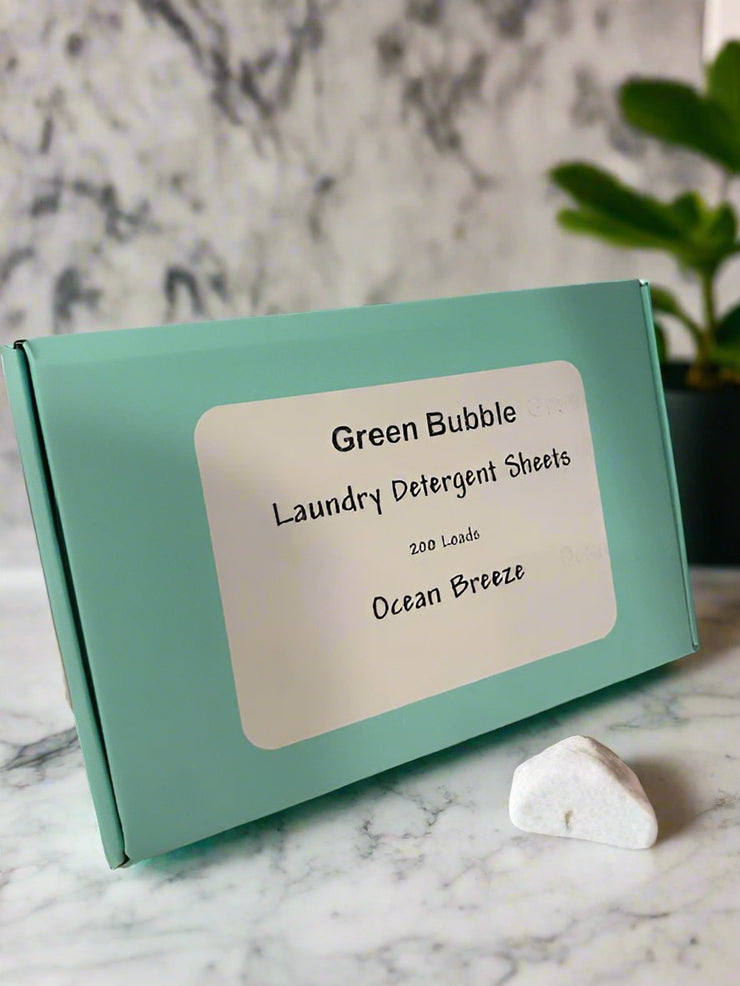 Green Bubble
Laundry Detergent Sheets
200 Loads
Ocean Breeze